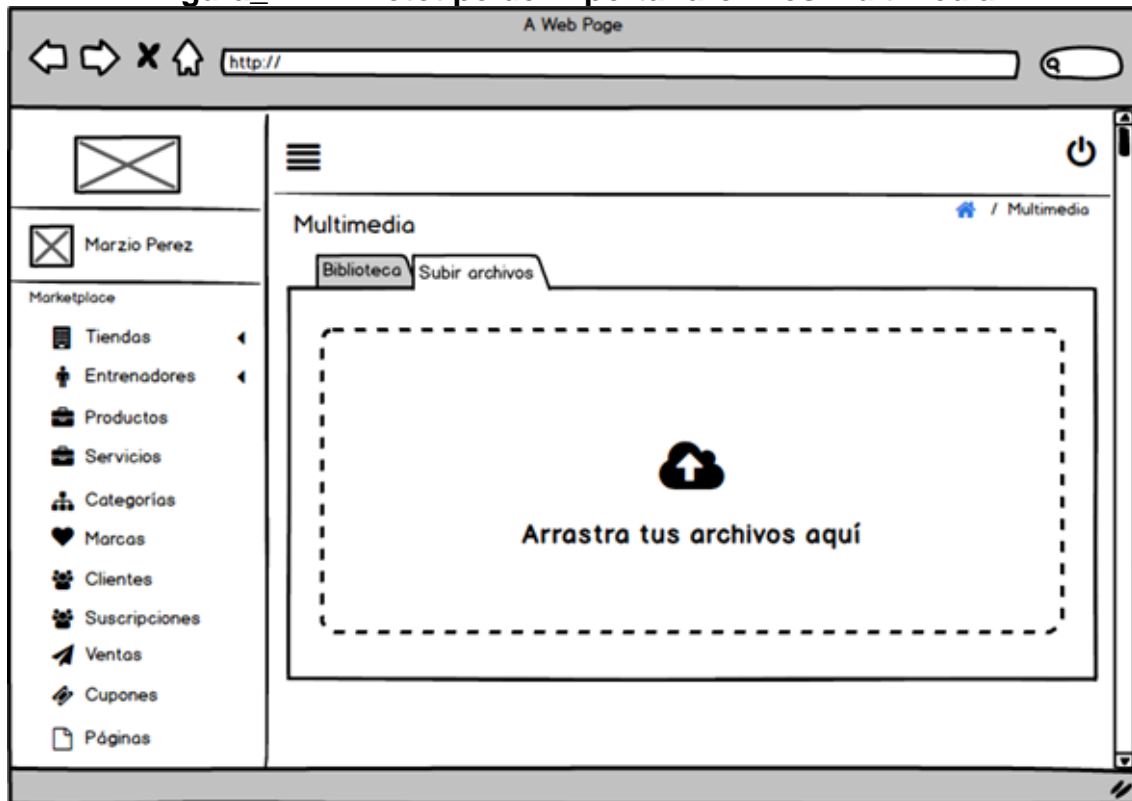 A Web Page
http://
Marzio Perez
Marketplace
Tiendas
Entrenadores
Productos
Servicios
Categorías
Marcas
Clientes
Suscripciones
Ventas
Cupones
Páginas
Multimedia
/ Multimedia
Biblioteca
Subir archivos
Arrastra tus archivos aquí